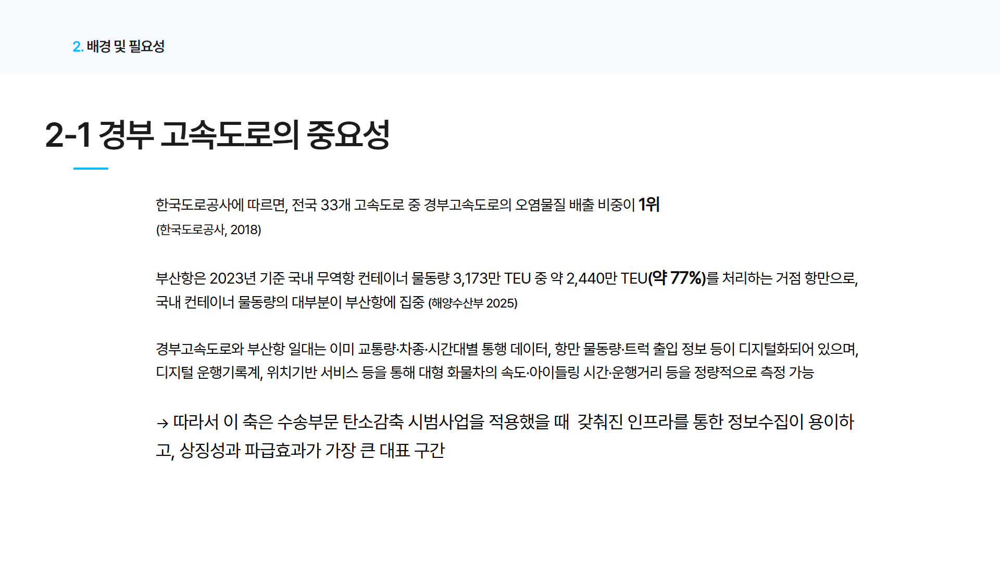 2. 배경 및 필요성
2-1 경부 고속도로의 중요성
한국도로공사에 따르면, 전국 33개 고속도로 중 경부고속도로의 오염물질 배출 비중이 1위
(한국도로공사, 2018)
부산항은 2023년 기준 국내 무역항 컨테이너 물동량 3,173만 TEU 중 약 2,440만 TEU(약 77%)를 처리하는 거점 항만으로,
국내 컨테이너 물동량의 대부분이 부산항에 집중 (해양수산부 2025)
경부고속도로와 부산항 일대는 이미 교통량·차종·시간대별 통행 데이터, 항만 물동량·트럭 출입 정보 등이 디지털화되어 있으며,
디지털 운행기록계, 위치기반 서비스 등을 통해 대형 화물차의 속도·아이들링 시간·운행거리 등을 정량적으로 측정 가능
→ 따라서 이 축은 수송부문 탄소감축 시범사업을 적용했을 때  갖춰진 인프라를 통한 정보수집이 용이하
고, 상징성과 파급효과가 가장 큰 대표 구간